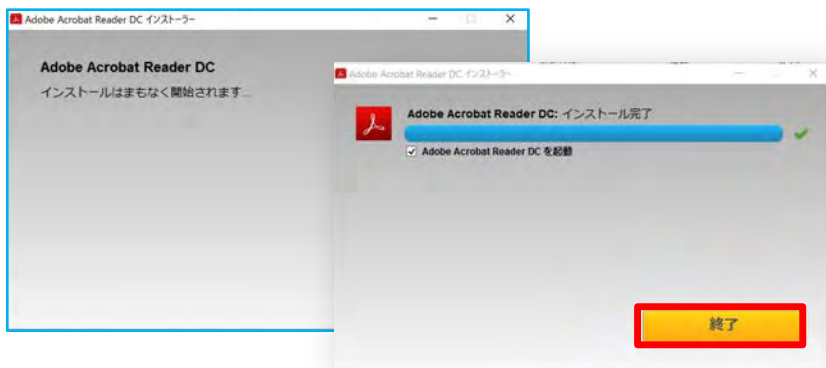 Adobe Acrobat Reader DC インストーラー
Adobe Acrobat Reader DC
インストールはまもなく開始されます...
Adobe Acrobat Reader DC インストーラー
Adobe Acrobat Reader DC: インストール完了
Adobe Acrobat Reader DC を起動
終了